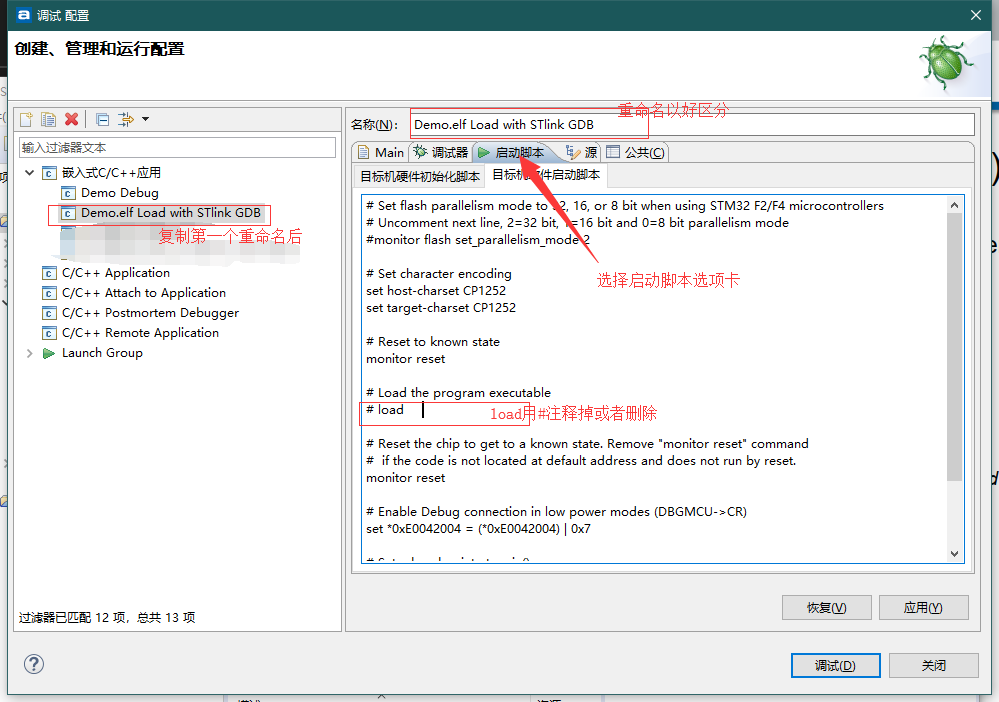 调试 配置
创建、管理和运行配置
名称(N):
Demo.elf Load with STlink GDB
重命名以好区分
输入过滤器文本
Main
调试器
启动脚本
源
公共(C)
目标机硬件初始化脚本
目标机硬件启动脚本
嵌入式C/C++应用
Demo Debug
Demo.elf Load with STlink GDB
复制第一个重命名后
C/C++ Application
C/C++ Attach to Application
C/C++ Postmortem Debugger
C/C++ Remote Application
Launch Group
# Set flash parallelism mode to 32, 16, or 8 bit when using STM32 F2/F4 microcontrollers
# Uncomment next line, 2=32 bit, 1=16 bit and 0=8 bit parallelism mode
#monitor flash set_parallelism_mode 2
# Set character encoding
set host-charset CP1252
set target-charset CP1252
选择启动脚本选项卡
# Reset to known state
monitor reset
# Load the program executable
# load
load用#注释掉或者删除
# Reset the chip to get to a known state. Remove "monitor reset" command
#  if the code is not located at default address and does not run by reset.
monitor reset
# Enable Debug connection in low power modes (DBGMCU->CR)
set *0xE0042004 = (*0xE0042004) | 0x7
过滤器已匹配 12 项，总共 13 项
恢复(V)
应用(Y)
调试(D)
关闭